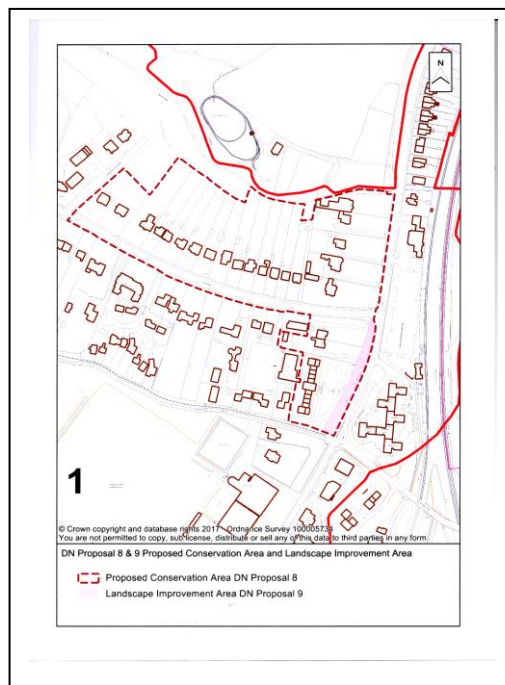 N
1
© Crown copyright and database rights 2017 Ordnance Survey 100005734
You are not permitted to copy, sub-license, distribute or sell any of this data to third parties in any form.
DN Proposal 8 & 9 Proposed Conservation Area and Landscape Improvement Area
Proposed Conservation Area DN Proposal 8
Landscape Improvement Area DN Proposal 9